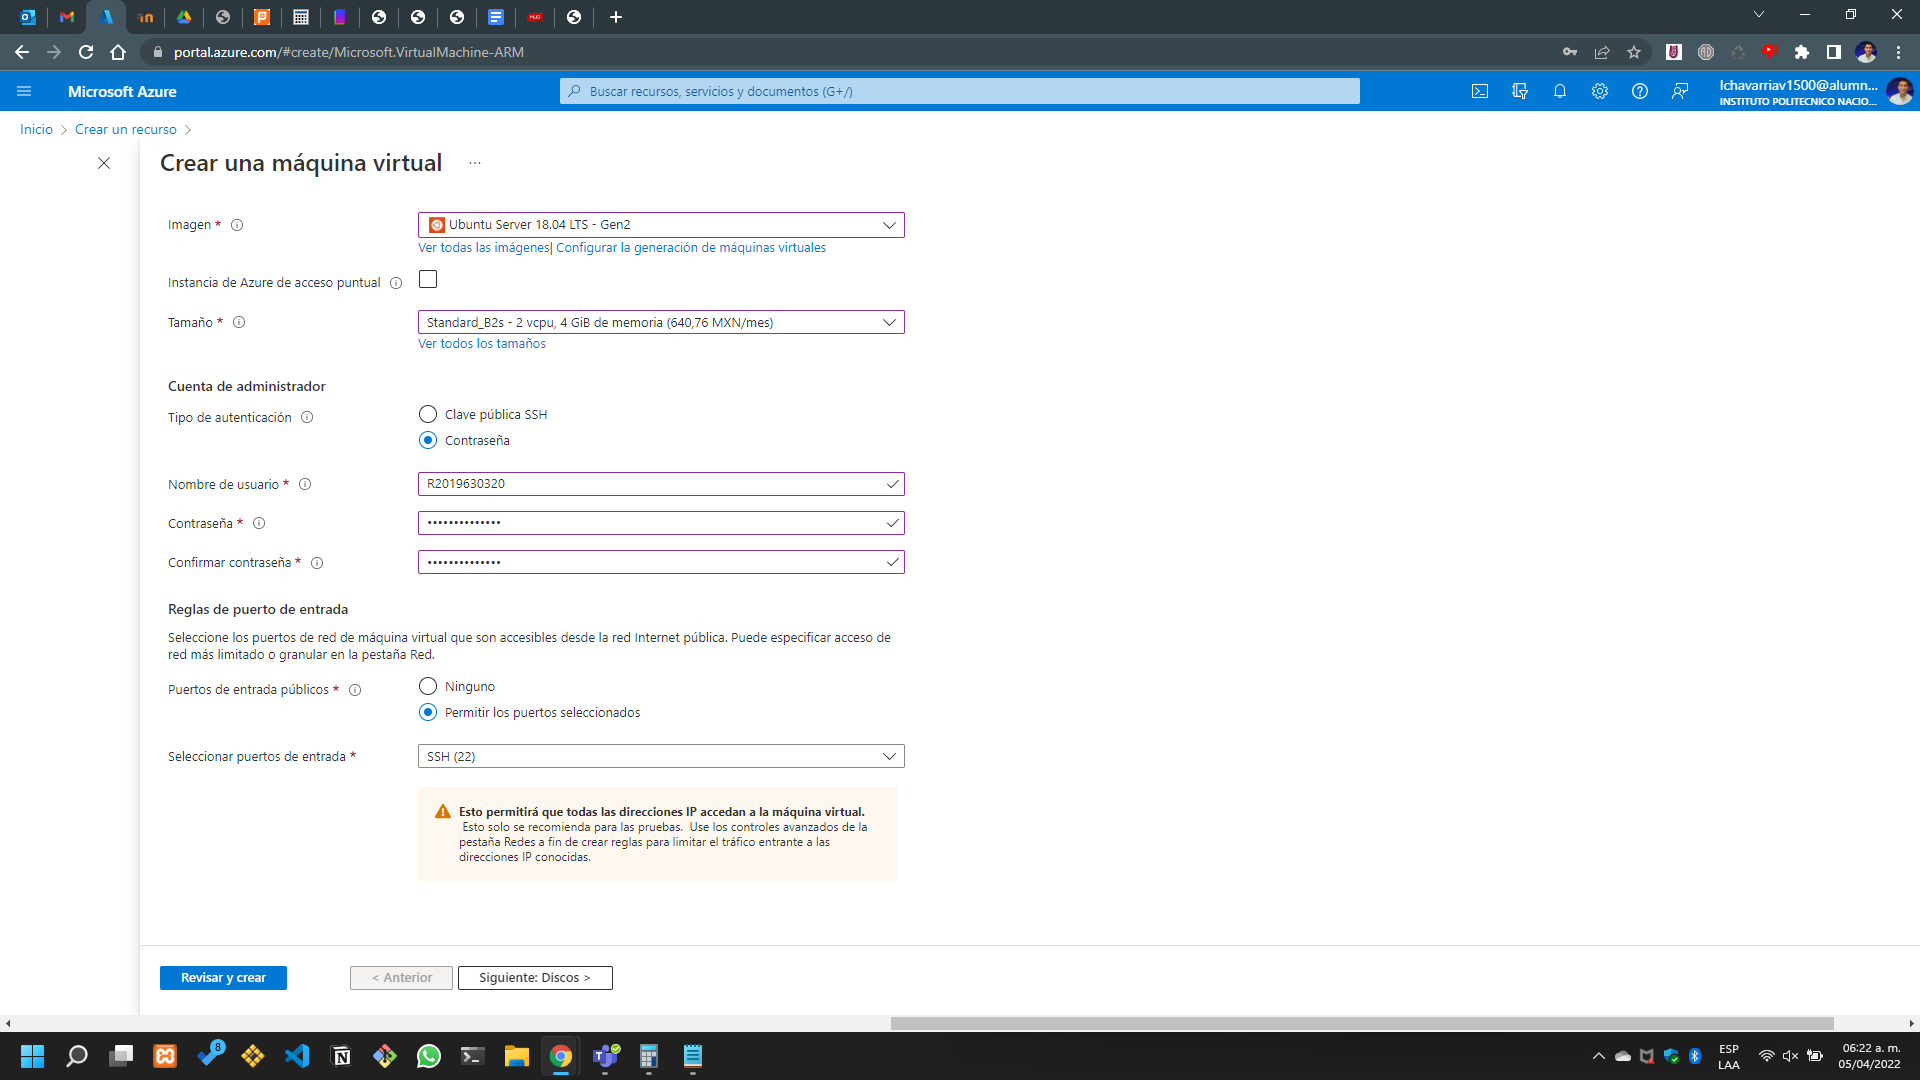 portal.azure.com/#create/Microsoft.VirtualMachine-ARM
Microsoft Azure
Buscar recursos, servicios y documentos (G+/)
lchavarriav1500@alumn...
INSTITUTO POLITECNICO NACIO...
Inicio > Crear un recurso >
Crear una máquina virtual ...
Imagen *
Ubuntu Server 18.04 LTS - Gen2
Ver todas las imágenes| Configurar la generación de máquinas virtuales
Instancia de Azure de acceso puntual
Tamaño *
Standard_B2s - 2 vcpu, 4 GiB de memoria (640,76 MXN/mes)
Ver todos los tamaños
Cuenta de administrador
Tipo de autenticación
Clave pública SSH
Contraseña
Nombre de usuario *
R2019630320
Contraseña *
••••••••••••••
Confirmar contraseña *
••••••••••••••
Reglas de puerto de entrada
Seleccione los puertos de red de máquina virtual que son accesibles desde la red Internet pública. Puede especificar acceso de
red más limitado o granular en la pestaña Red.
Puertos de entrada públicos *
Ninguno
Permitir los puertos seleccionados
Seleccionar puertos de entrada *
SSH (22)
Esto permitirá que todas las direcciones IP accedan a la máquina virtual.
Esto solo se recomienda para las pruebas. Use los controles avanzados de la
pestaña Redes a fin de crear reglas para limitar el tráfico entrante a las
direcciones IP conocidas.
Revisar y crear
< Anterior
Siguiente: Discos >
8
ESP
LAA
06:22 a. m.
05/04/2022